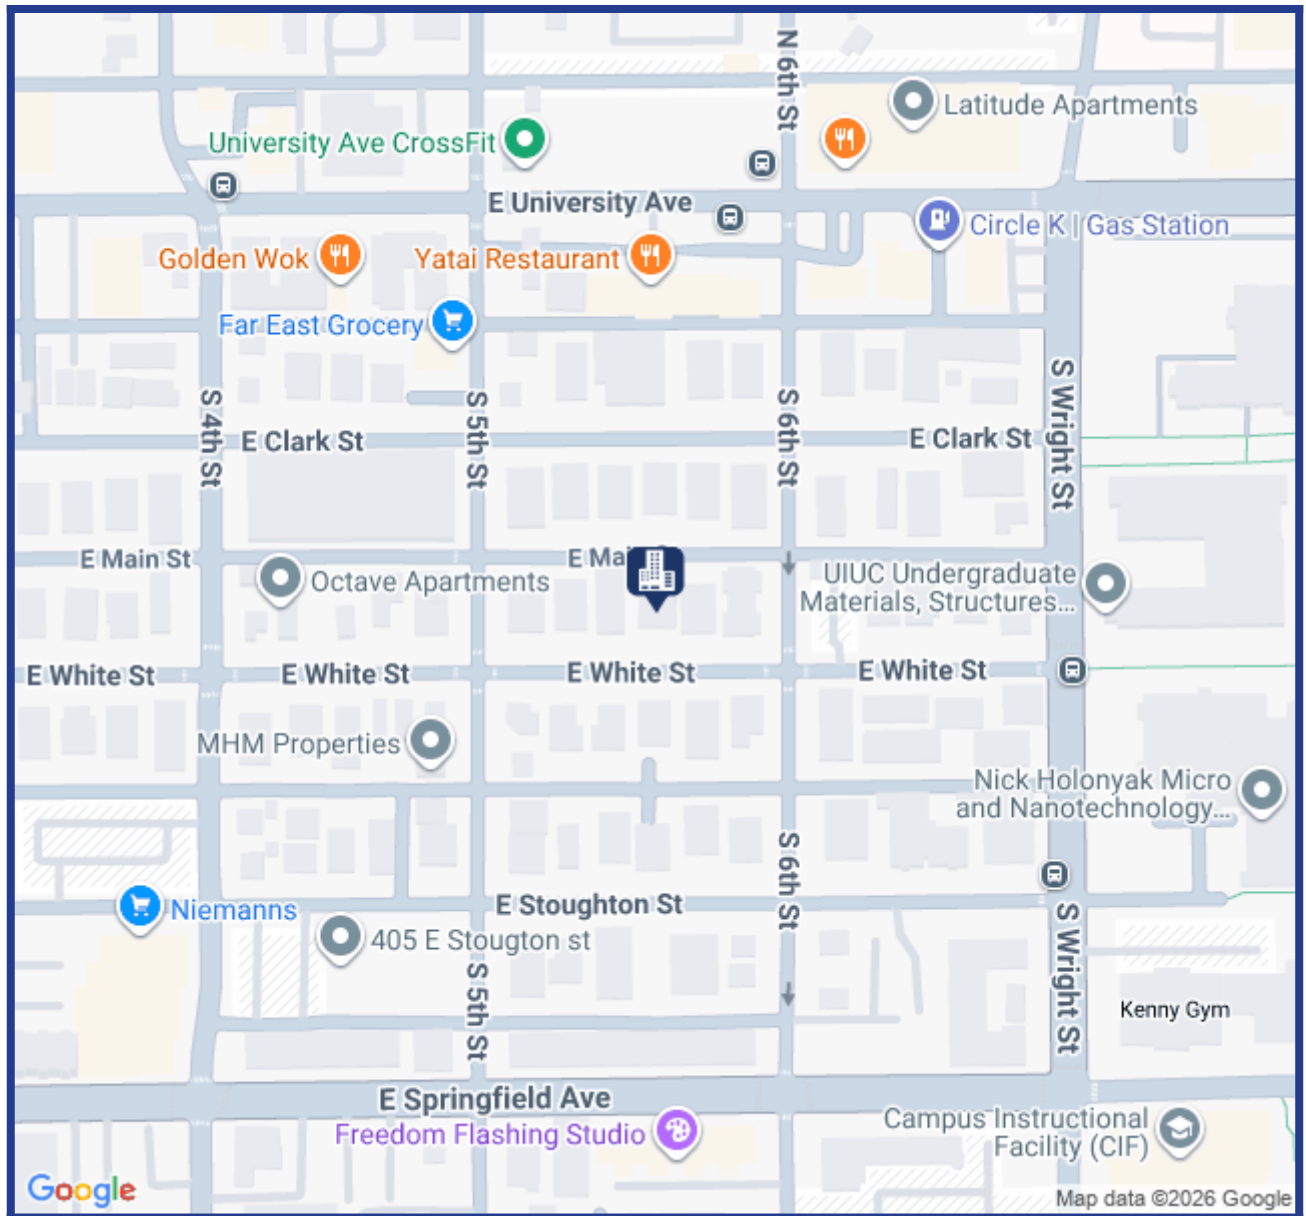 N 6th St
Latitude Apartments
University Ave CrossFit
E University Ave
Circle K | Gas Station
Golden Wok
Yatai Restaurant
Far East Grocery
S 4th St
S 5th St
S 6th St
S Wright St
E Clark St
E Clark St
E Main St
E Ma
Octave Apartments
UIUC Undergraduate
Materials, Structures...
E White St
E White St
E White St
E White St
MHM Properties
Nick Holonyak Micro
and Nanotechnology...
S 6th St
Niemanns
E Stoughton St
405 E Stougton st
S 5th St
S Wright St
Kenny Gym
E Springfield Ave
Freedom Flashing Studio
Campus Instructional
Facility (CIF)
Google
Map data ©2026 Google